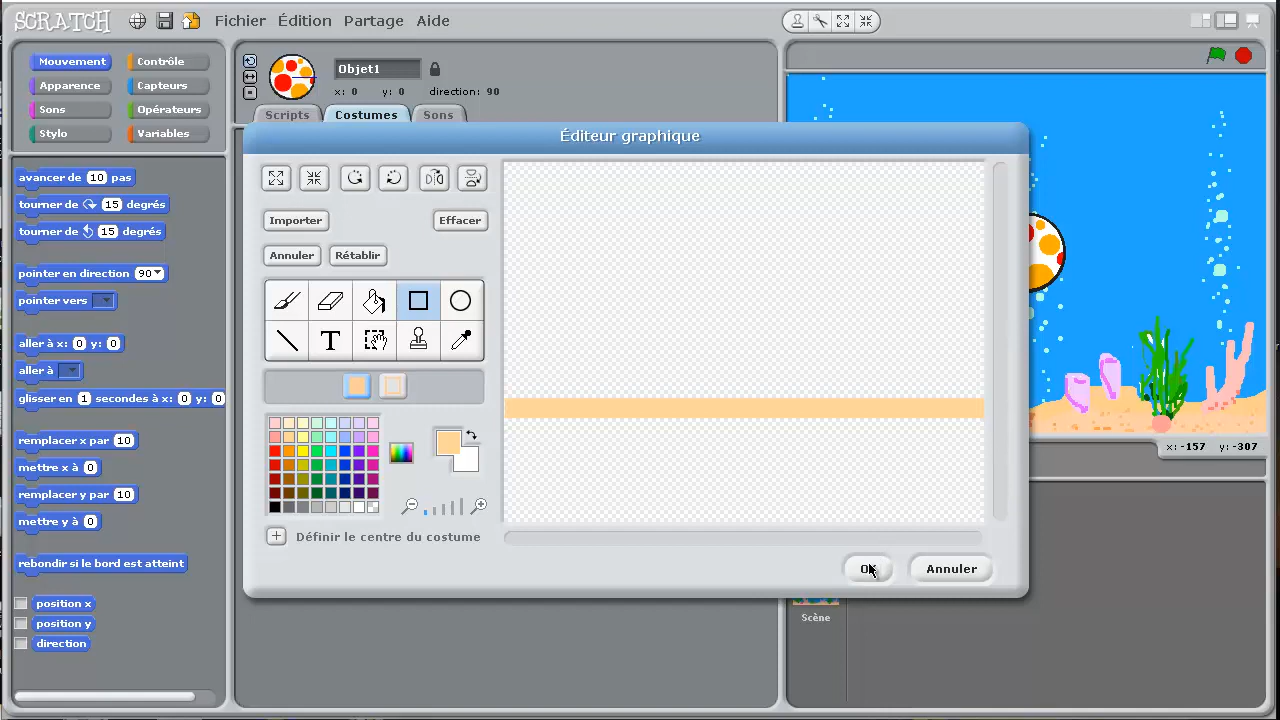 SCRATCH Fichier Édition Partage Aide
Mouvement Contrôle
Apparence Capteurs
Sons Opérateurs
Stylo Variables
avancer de 10 pas
tourner de 15 degrés
tourner de 15 degrés
pointer en direction 90
pointer vers
aller à x: 0 y: 0
aller à
glisser en 1 secondes à x: 0 y: 0
remplacer x par 10
mettre x à 0
remplacer y par 10
mettre y à 0
rebondir si le bord est atteint
position x
position y
direction
Objet1
x: 0 y: 0 direction: 90
Scripts Costumes Sons
Éditeur graphique
Importer Effacer
Annuler Rétablir
T
Définir le centre du costume
OK Annuler
x: -157 y: -307
Scène